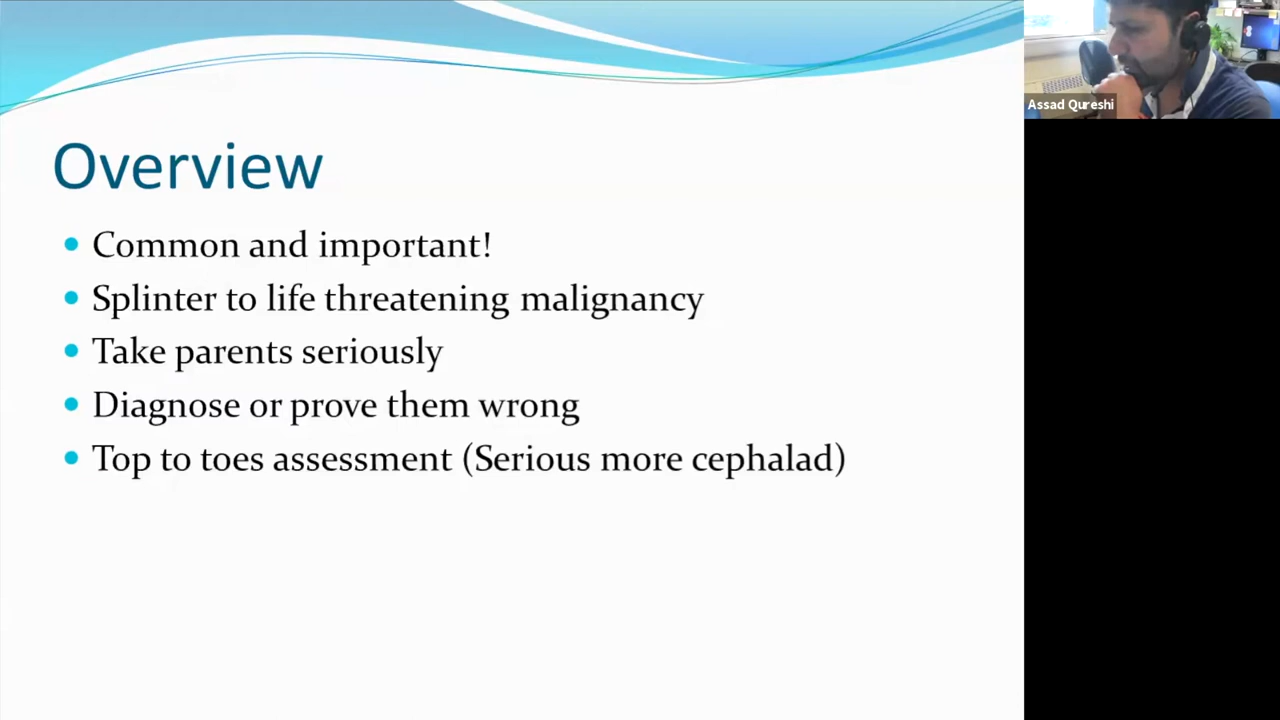 Overview
Common and important!
Splinter to life threatening malignancy
Take parents seriously
Diagnose or prove them wrong
Top to toes assessment (Serious more cephalad)
Assad Qureshi